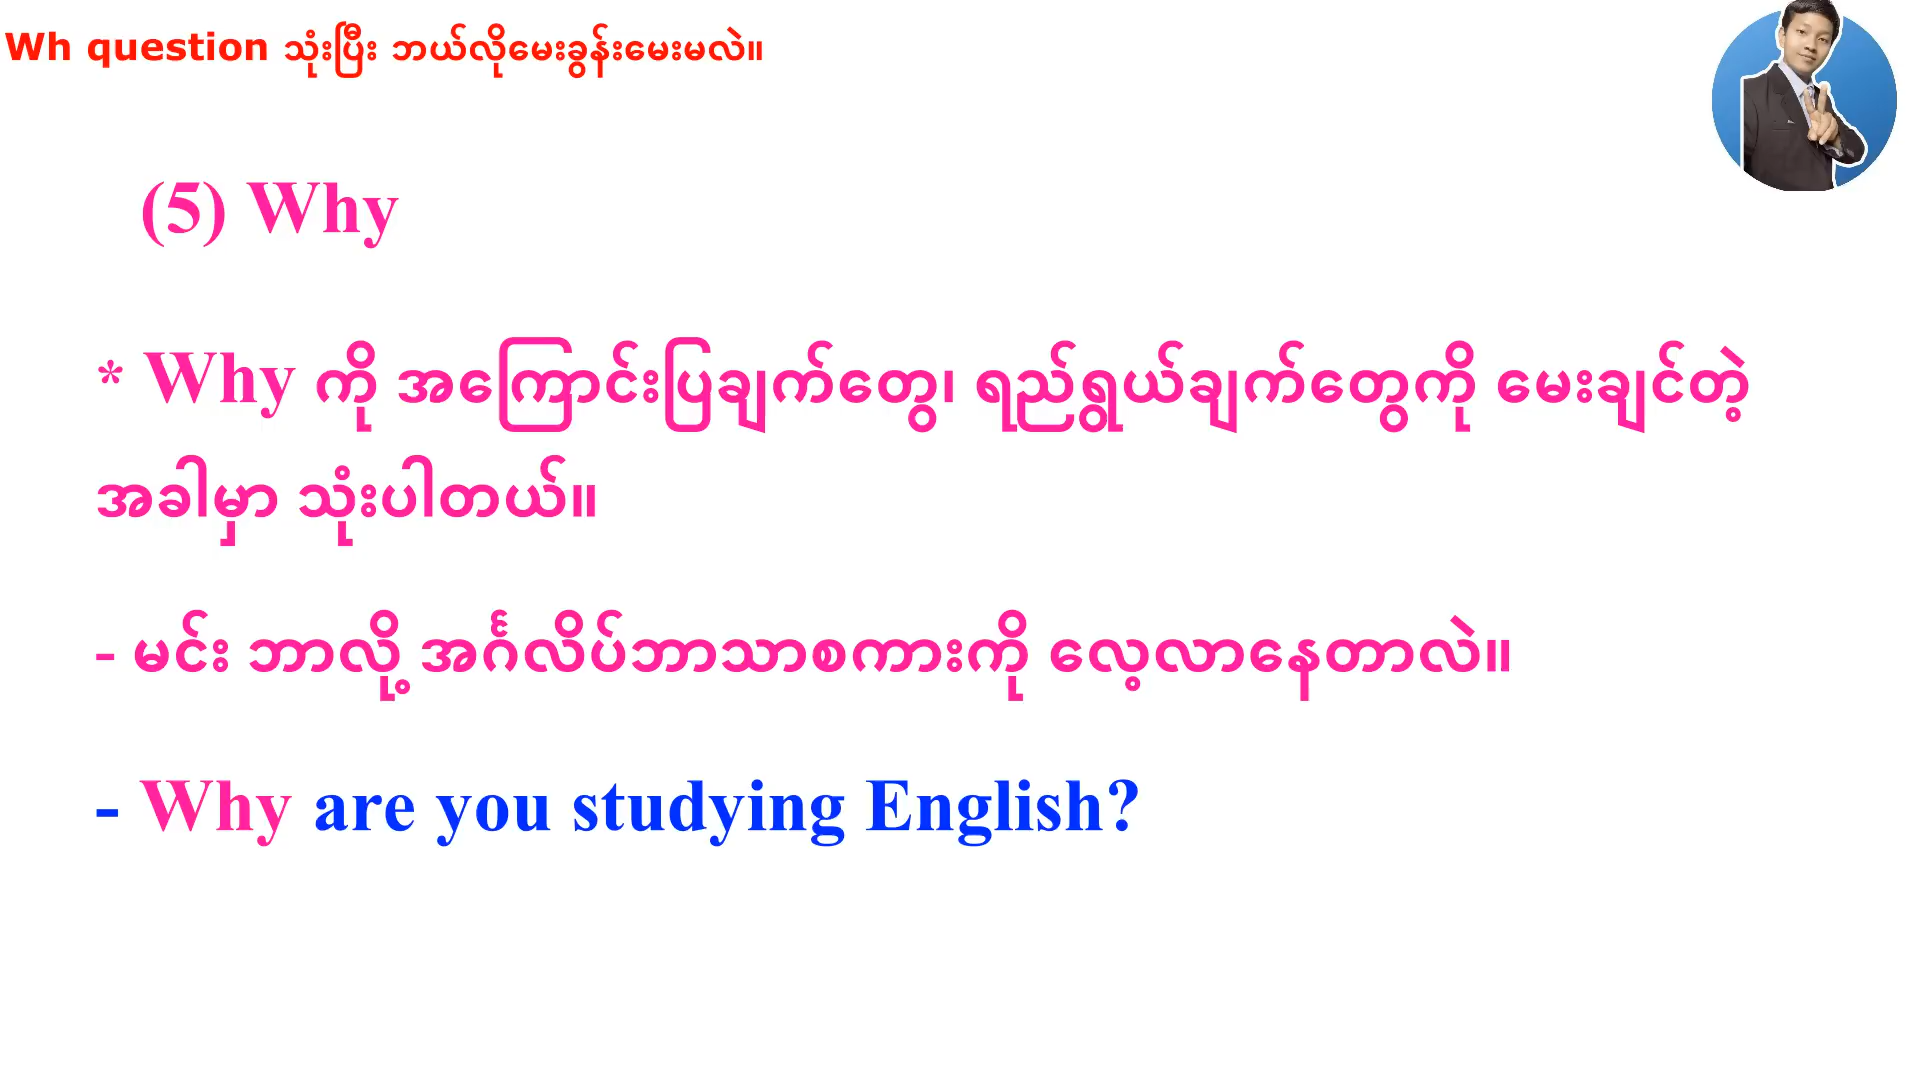 Wh question သုံးပြီး ဘယ်လိုမေးခွန်းမေးမလဲ။
(5) Why
* Why ကို အကြောင်းပြချက်တွေ၊ ရည်ရွယ်ချက်တွေကို မေးချင်တဲ့
အခါမှာ သုံးပါတယ်။
- မင်း ဘာလို့ အင်္ဂလိပ်ဘာသာစကားကို လေ့လာနေတာလဲ။
- Why are you studying English?